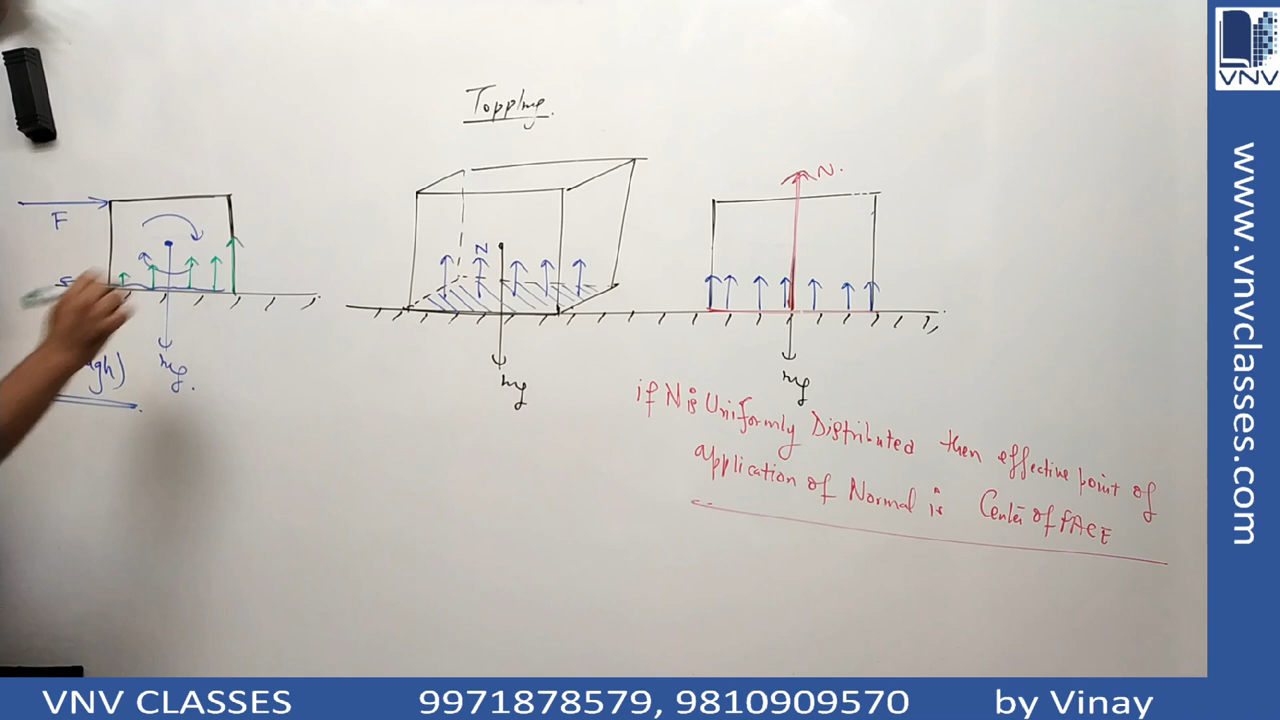 Toppling.
F
N
N.
mg.
mg
mg
ugh)
if N is Uniformly Distributed then effective point of
application of Normal is Center of FACE
VNV
www.vnvclasses.com
VNV CLASSES 9971878579, 9810909570 by Vinay